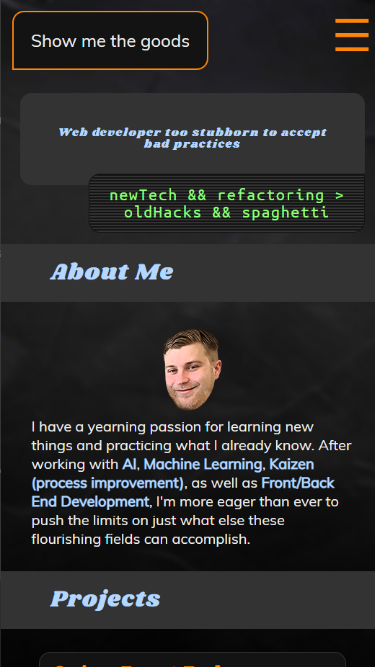 Show me the goods
Web developer too stubborn to accept
bad practices
newTech && refactoring >
oldHacks && spaghetti
About Me
I have a yearning passion for learning new
things and practicing what I already know. After
working with AI, Machine Learning, Kaizen
(process improvement), as well as Front/Back
End Development, I'm more eager than ever to
push the limits on just what else these
flourishing fields can accomplish.
Projects